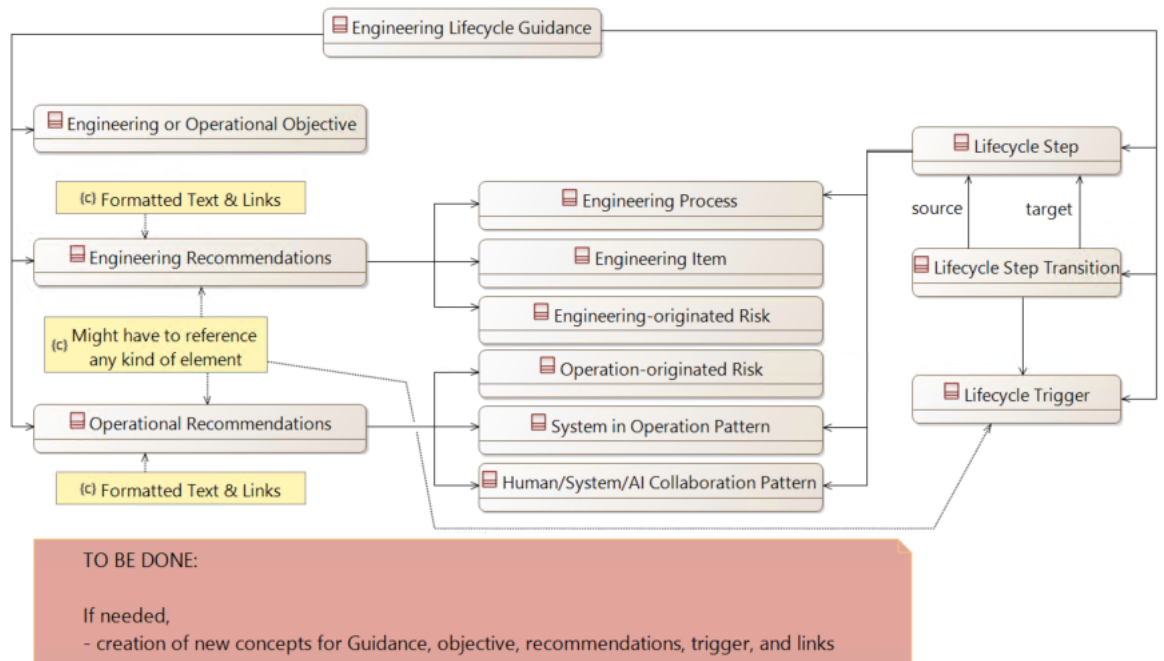 Engineering Lifecycle Guidance
Engineering or Operational Objective
Lifecycle Step
(c) Formatted Text & Links
Engineering Process
source
target
Engineering Recommendations
Engineering Item
Lifecycle Step Transition
Engineering-originated Risk
(c) Might have to reference
any kind of element
Operation-originated Risk
Lifecycle Trigger
Operational Recommendations
System in Operation Pattern
Human/System/AI Collaboration Pattern
(c) Formatted Text & Links
TO BE DONE:
If needed,
- creation of new concepts for Guidance, objective, recommendations, trigger, and links